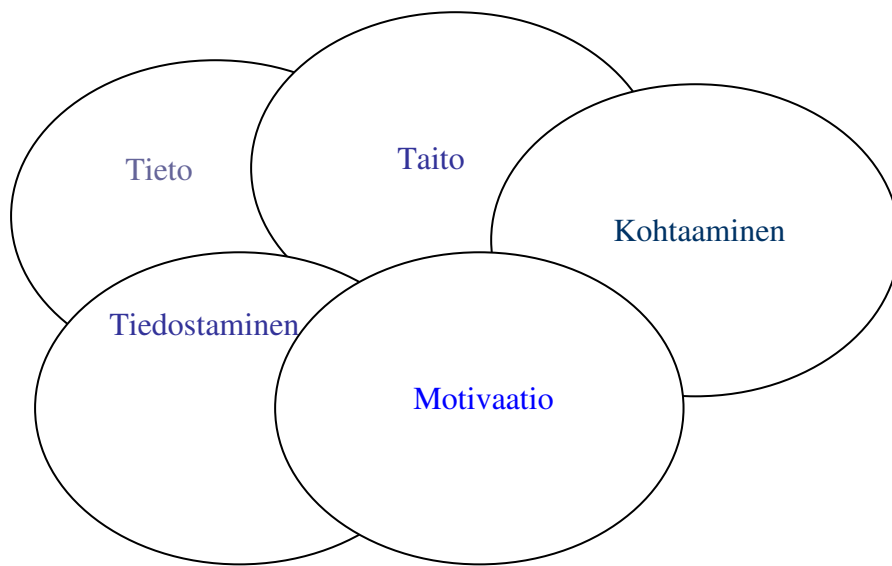 Tieto
Taito
Kohtaaminen
Tiedostaminen
Motivaatio